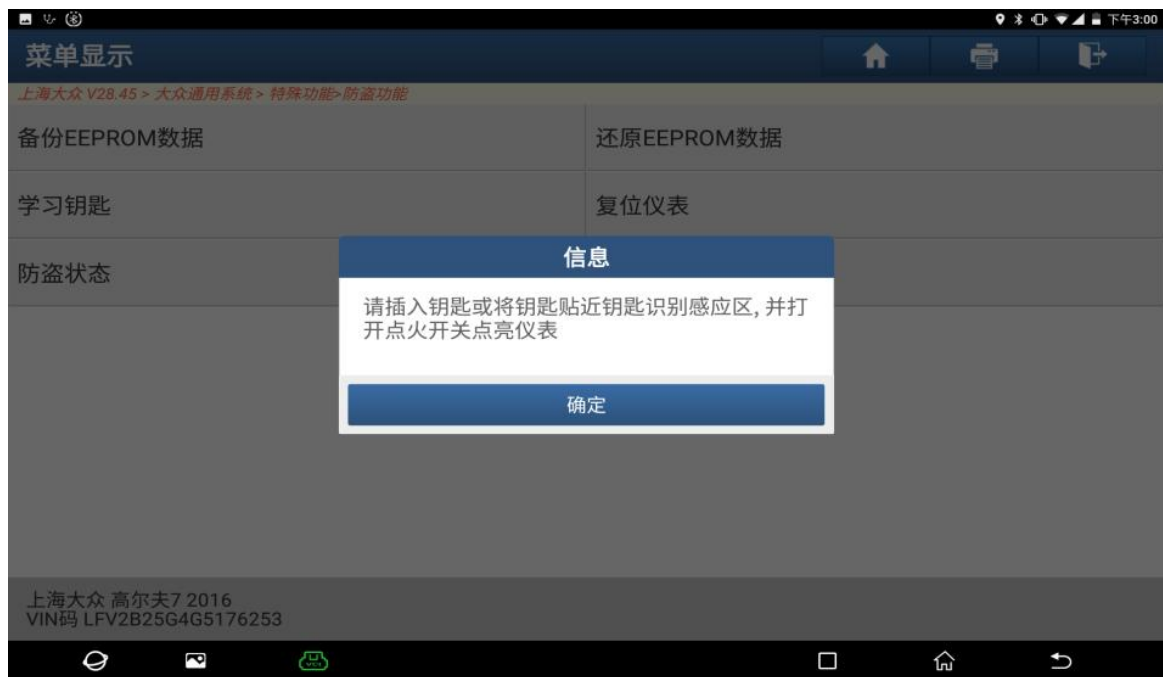 下午3:00
菜单显示
上海大众 V28.45 > 大众通用系统 > 特殊功能>防盗功能
备份EEPROM数据
还原EEPROM数据
学习钥匙
复位仪表
防盗状态
信息
请插入钥匙或将钥匙贴近钥匙识别感应区, 并打
开点火开关点亮仪表
确定
上海大众 高尔夫7 2016
VIN码 LFV2B25G4G5176253